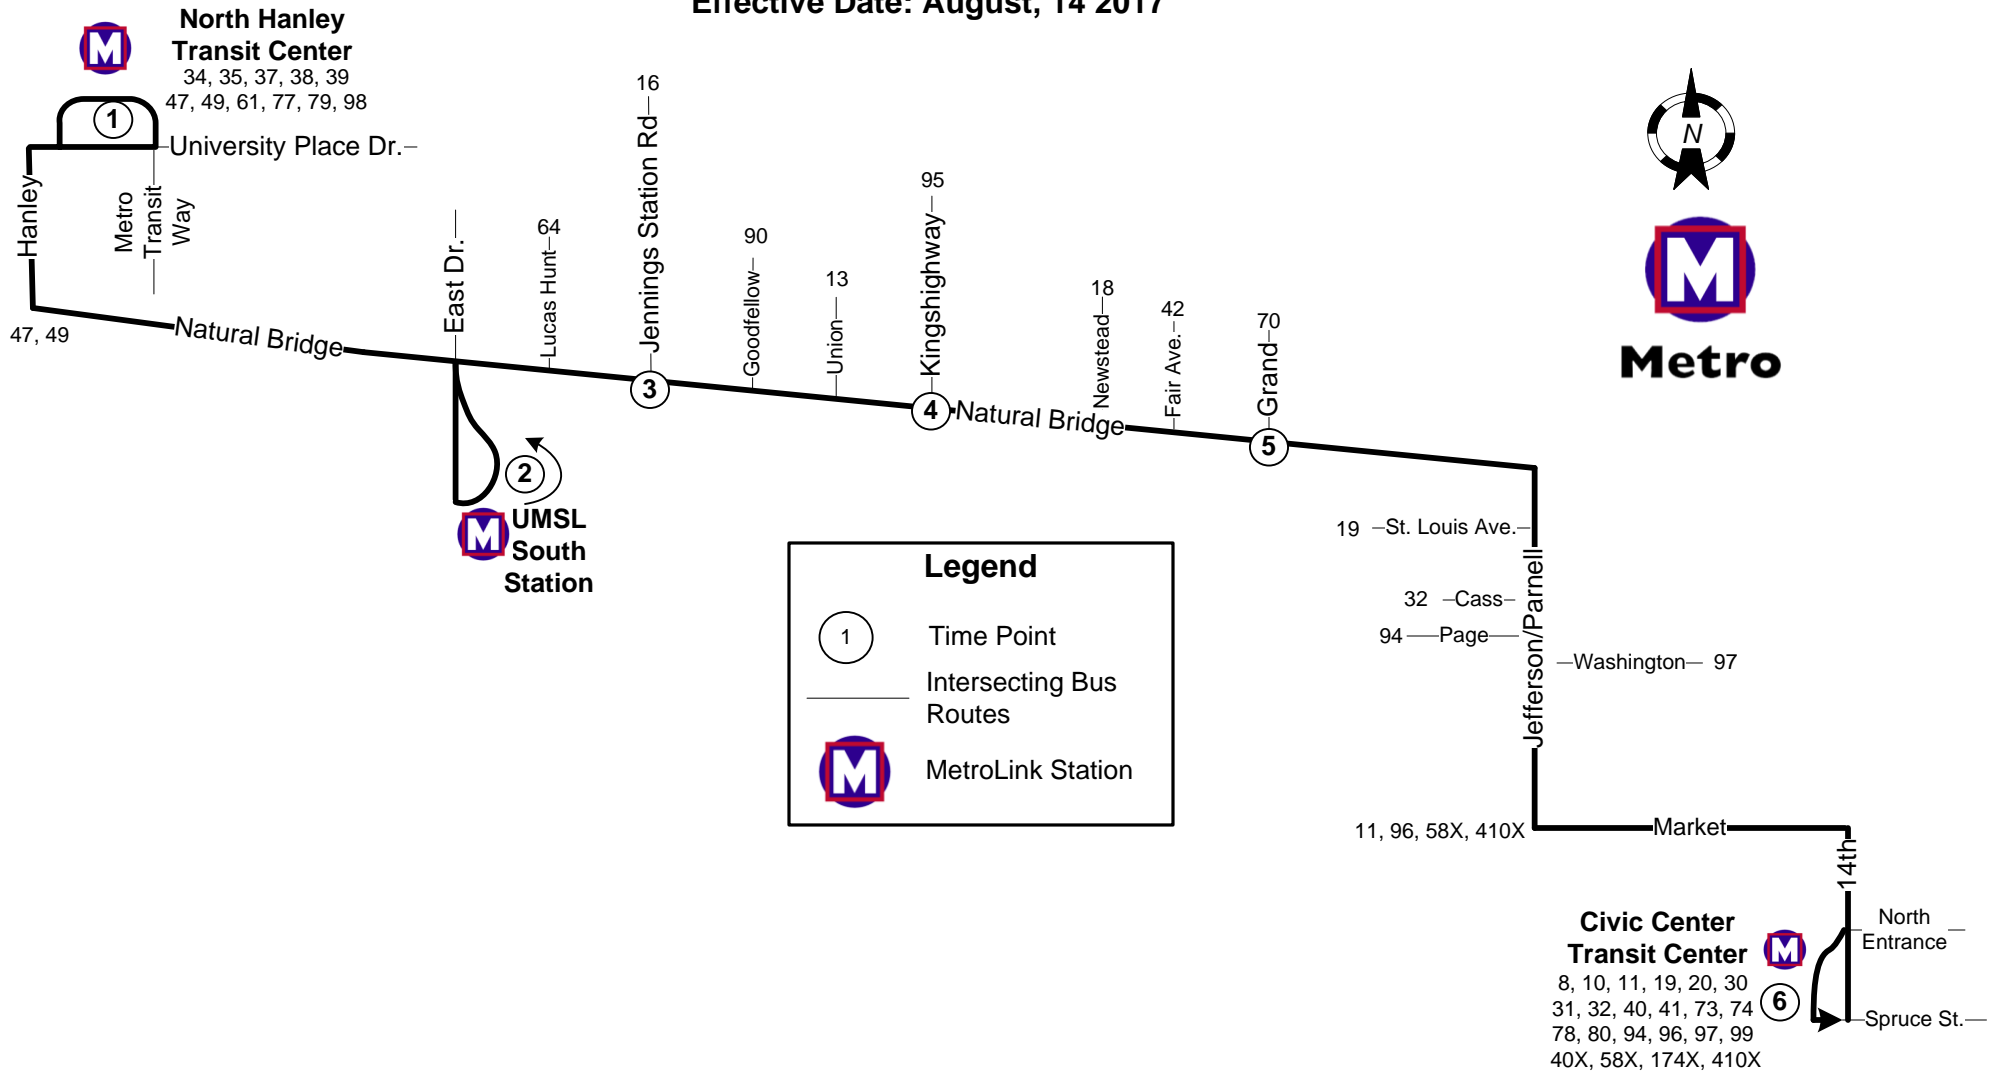 Effective Date: August, 14 2017
North Hanley
Transit Center
34, 35, 37, 38, 39
47, 49, 61, 77, 79, 98
1
University Place Dr.
Hanley
Metro
Transit
Way
47, 49
Natural Bridge
East Dr.
64
Lucas Hunt
16
Jennings Station Rd
3
90
Goodfellow
13
Union
95
Kingshighway
4
Natural Bridge
18
Newstead
42
Fair Ave.
70
Grand
5
N
M
Metro
2
M
UMSL
South
Station
Legend
1
Time Point
Intersecting Bus
Routes
M
MetroLink Station
19
St. Louis Ave.
32
Cass
94
Page
Jefferson/Parnell
Washington
97
11, 96, 58X, 410X
Market
14th
Civic Center
Transit Center
M
8, 10, 11, 19, 20, 30
31, 32, 40, 41, 73, 74
78, 80, 94, 96, 97, 99
40X, 58X, 174X, 410X
6
North
Entrance
Spruce St.
M